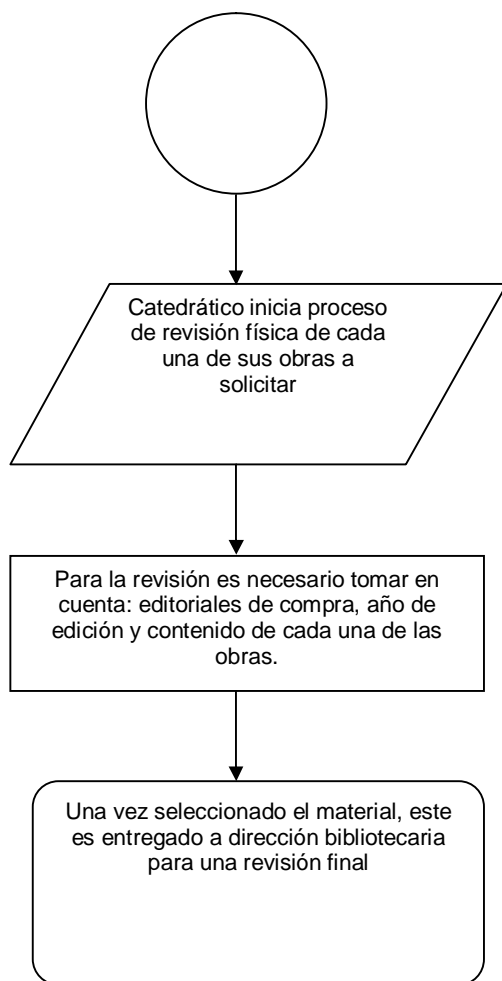 Catedrático inicia proceso
de revisión física de cada
una de sus obras a
solicitar
Para la revisión es necesario tomar en
cuenta: editoriales de compra, año de
edición y contenido de cada una de las
obras.
Una vez seleccionado el material, este
es entregado a dirección bibliotecaria
para una revisión final